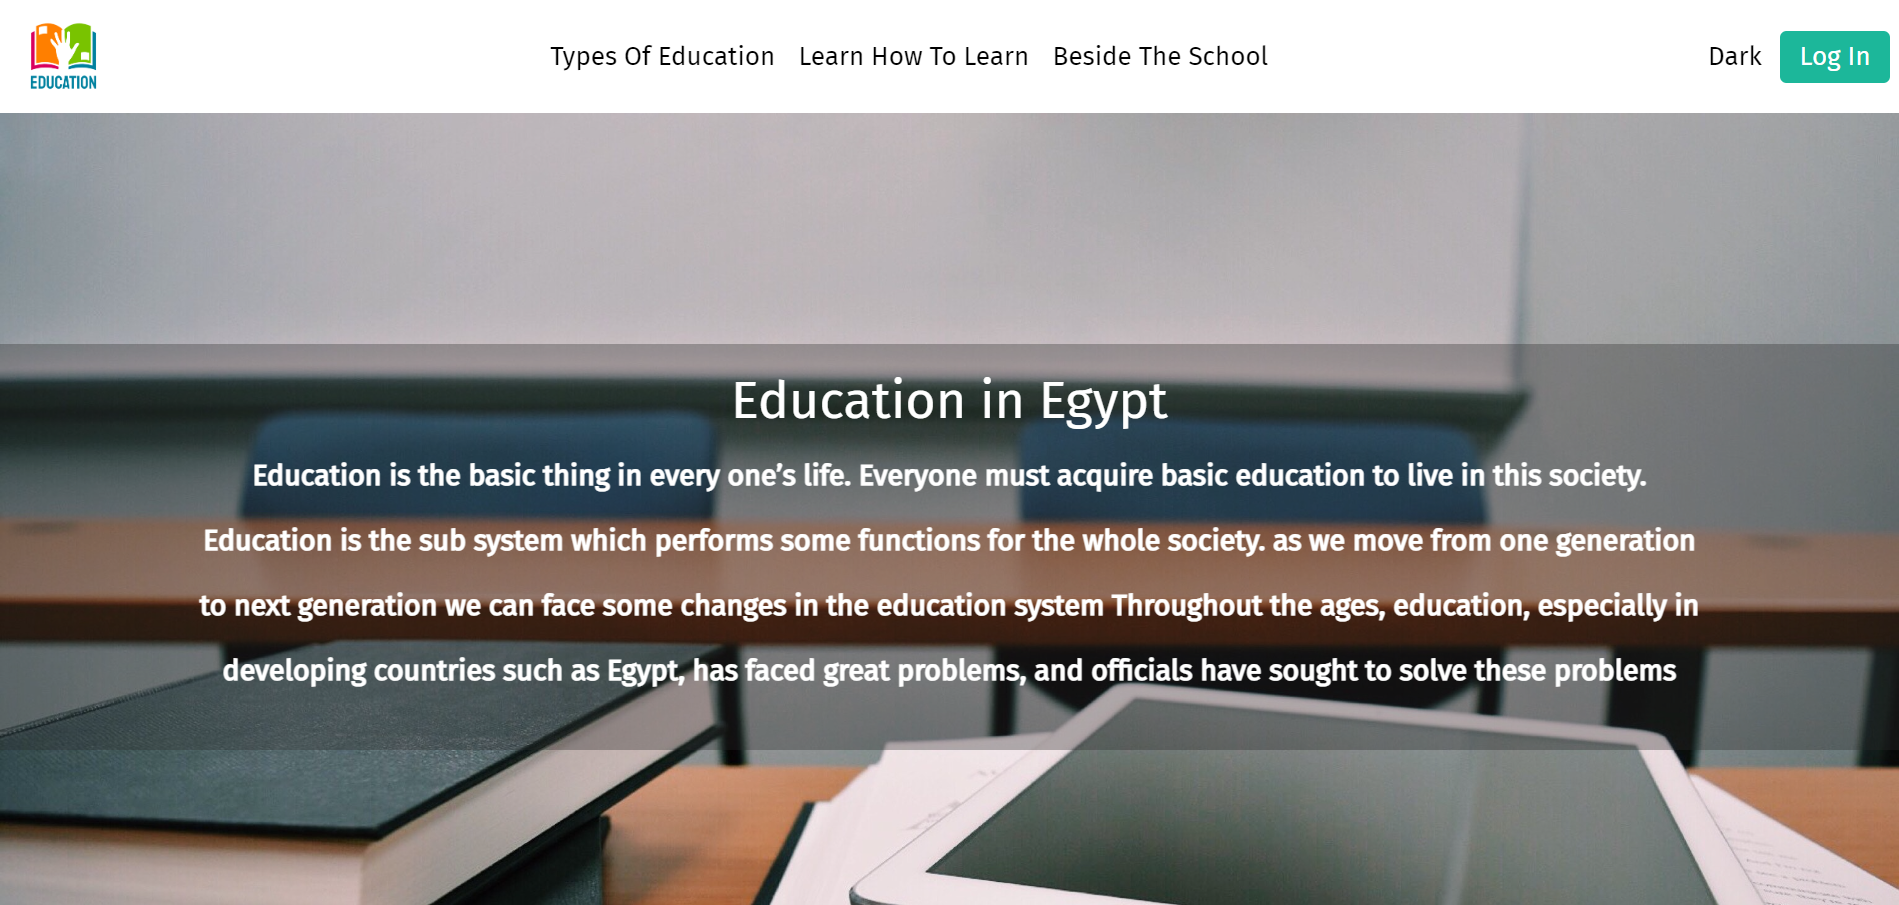 EDUCATION
Types Of Education Learn How To Learn Beside The School
Dark Log In
Education in Egypt
Education is the basic thing in every one’s life. Everyone must acquire basic education to live in this society.
Education is the sub system which performs some functions for the whole society. as we move from one generation
to next generation we can face some changes in the education system Throughout the ages, education, especially in
developing countries such as Egypt, has faced great problems, and officials have sought to solve these problems